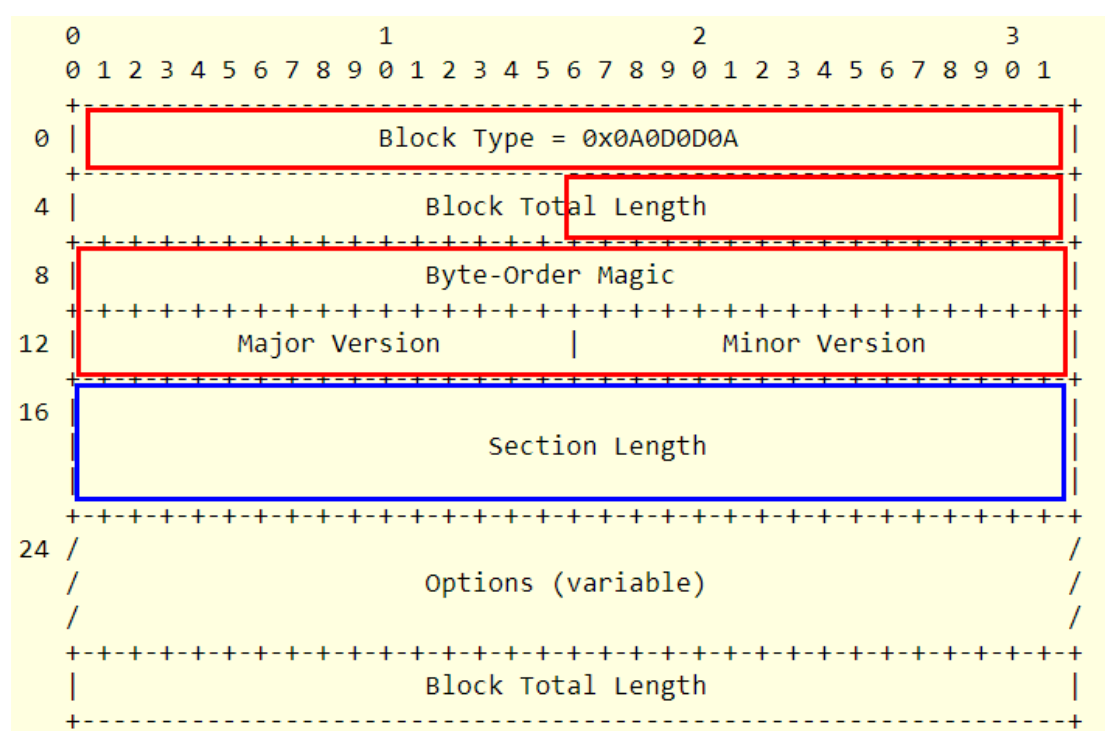 0                   1                   2                   3
0 1 2 3 4 5 6 7 8 9 0 1 2 3 4 5 6 7 8 9 0 1 2 3 4 5 6 7 8 9 0 1
+---------------------------------------------------------------+
0 |                   Block Type = 0x0A0D0D0A                     |
+---------------------------------------------------------------+
4 |                      Block Total Length                       |
+-+-+-+-+-+-+-+-+-+-+-+-+-+-+-+-+-+-+-+-+-+-+-+-+-+-+-+-+-+-+-+-+
8 |                      Byte-Order Magic                         |
+-+-+-+-+-+-+-+-+-+-+-+-+-+-+-+-+-+-+-+-+-+-+-+-+-+-+-+-+-+-+-+-+
12 |          Major Version        |         Minor Version         |
+-+-+-+-+-+-+-+-+-+-+-+-+-+-+-+-+-+-+-+-+-+-+-+-+-+-+-+-+-+-+-+-+
16 |                                                               |
|                          Section Length                       |
|                                                               |
+-+-+-+-+-+-+-+-+-+-+-+-+-+-+-+-+-+-+-+-+-+-+-+-+-+-+-+-+-+-+-+-+
24 /                                                               /
/                      Options (variable)                       /
/                                                               /
+-+-+-+-+-+-+-+-+-+-+-+-+-+-+-+-+-+-+-+-+-+-+-+-+-+-+-+-+-+-+-+-+
|                      Block Total Length                       |
+---------------------------------------------------------------+